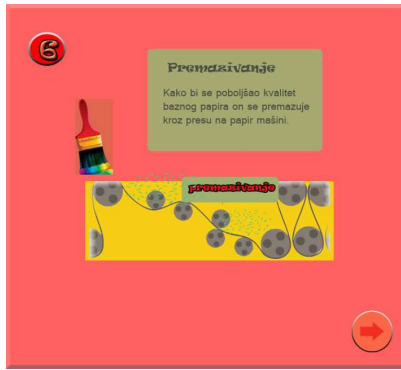 6
Premazivanje
Kako bi se poboljšao kvalitet
baznog papira on se premazuje
kroz presu na papir mašini.
premazivanje